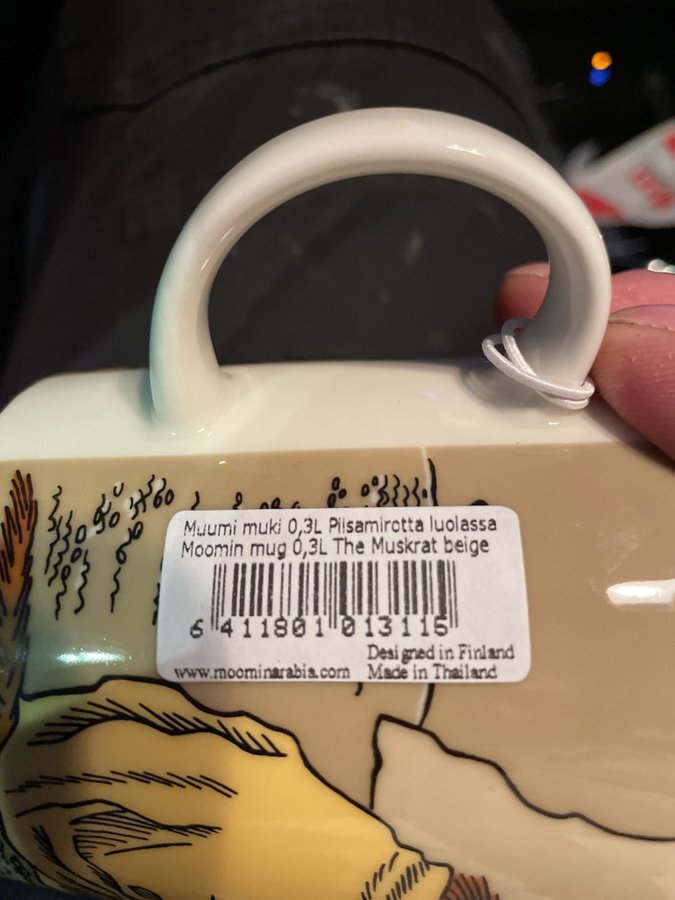 Muumi muki 0,3L Piisamirotta luolassa
Moomin mug 0,3L The Muskrat beige
6 411801 013115
Designed in Finland
www.moominarabia.com Made in Thailand